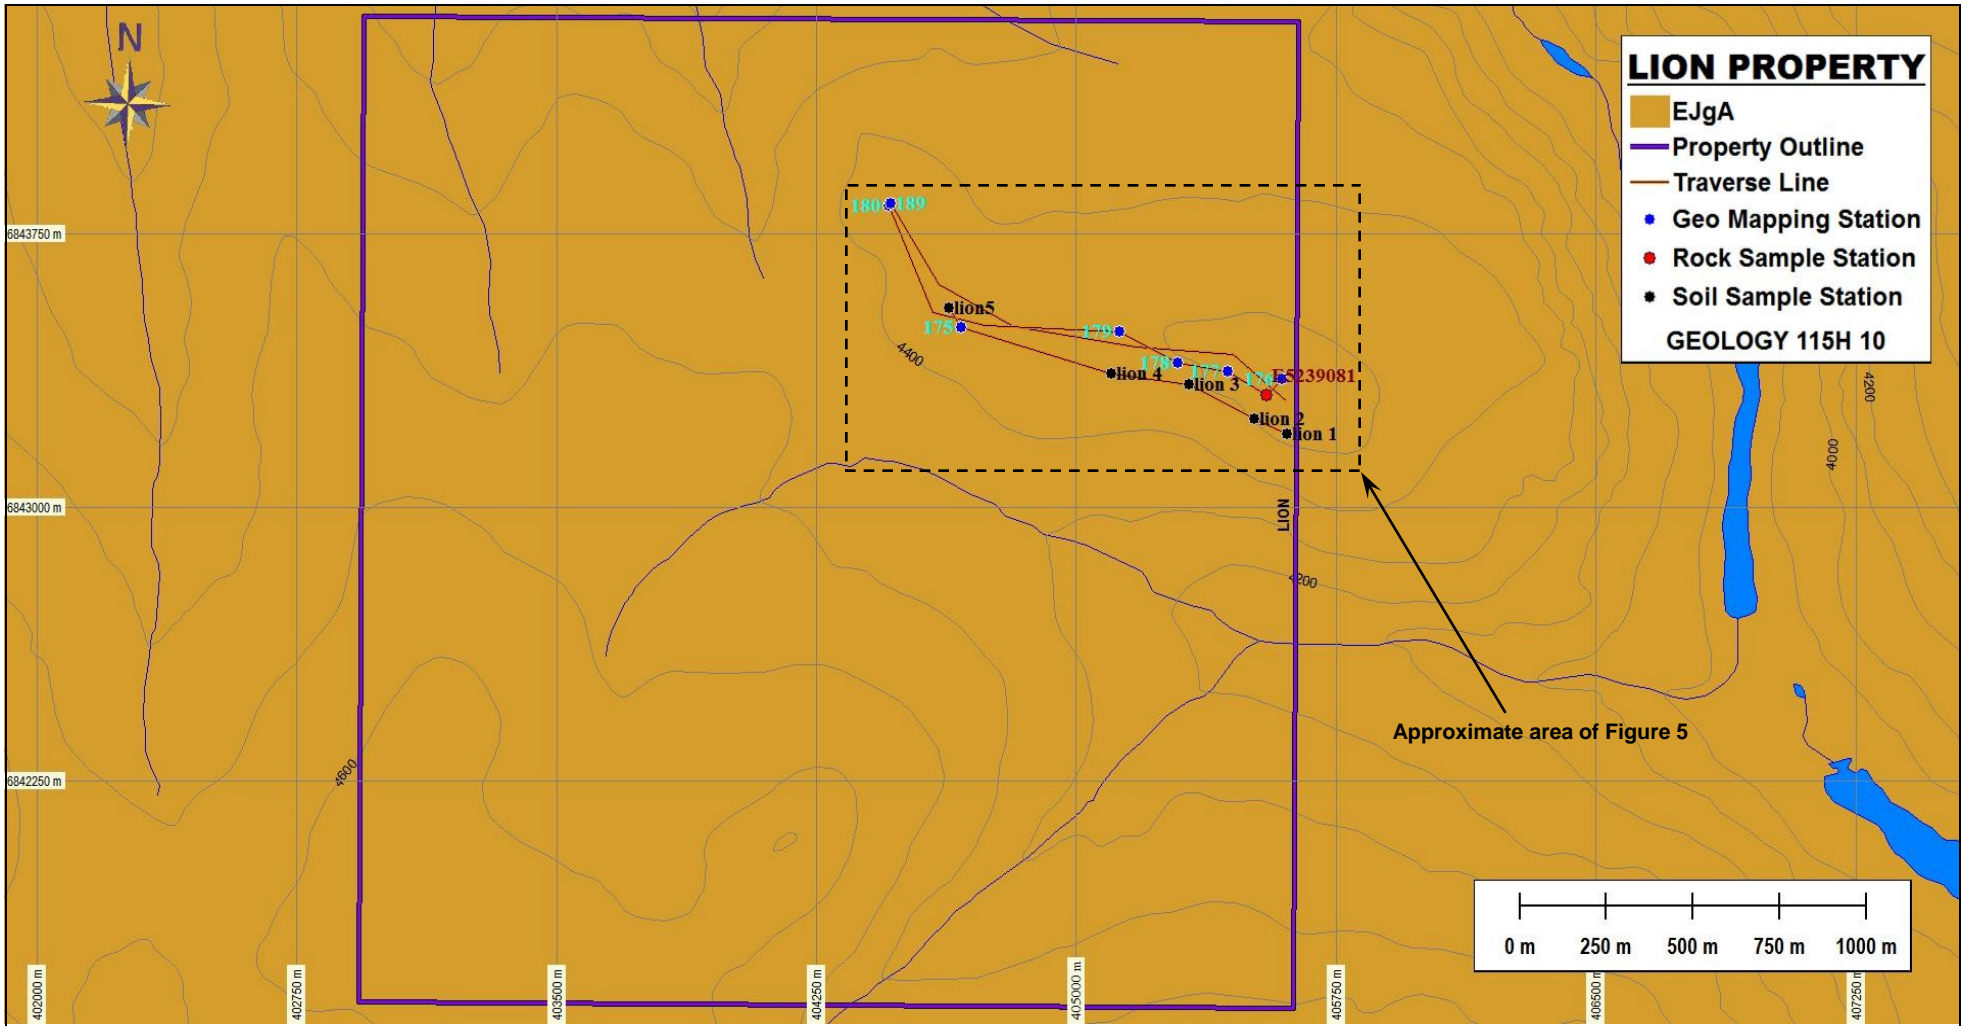 N
LION PROPERTY
EJgA
Property Outline
Traverse Line
Geo Mapping Station
Rock Sample Station
Soil Sample Station
GEOLOGY 115H 10
180 189
6843750 m
lion5
175
179
4400
178
177
176
E5239081
lion 4
lion 3
4200
lion 2
lion 1
4000
6843000 m
LION
4200
Approximate area of Figure 5
4600
6842250 m
0 m 250 m 500 m 750 m 1000 m
402000 m
402750 m
403500 m
404250 m
405000 m
405750 m
406500 m
407250 m